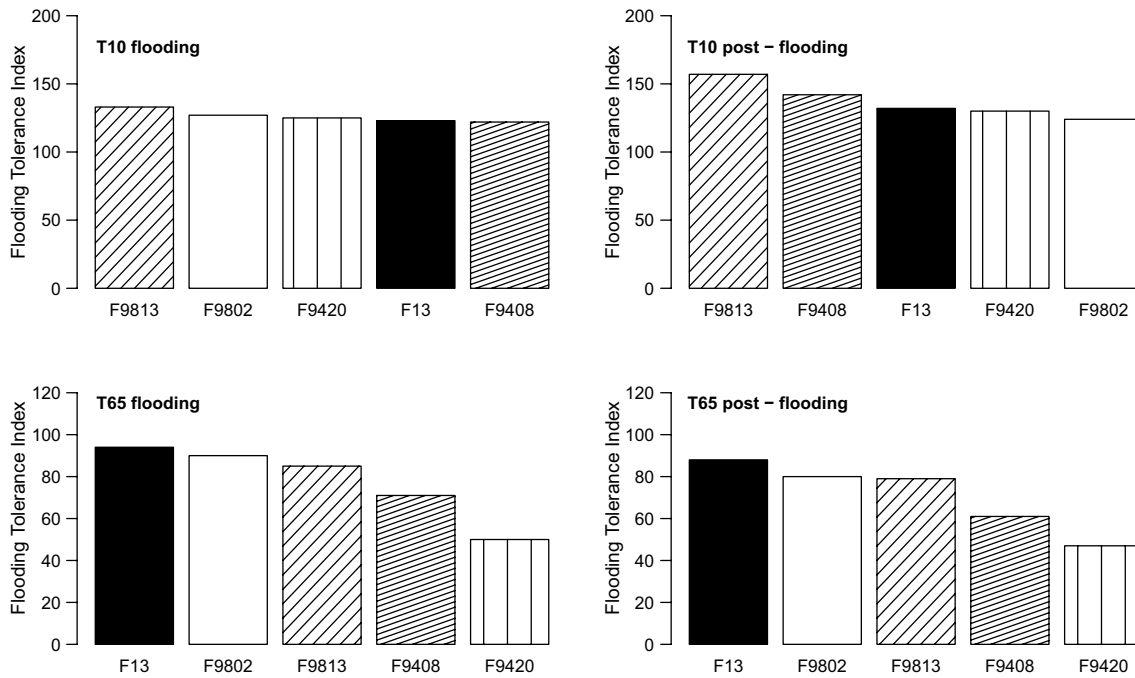 T10 flooding
Flooding Tolerance Index
200
150
100
50
0
F9813 F9802 F9420 F13 F9408
T10 post − flooding
Flooding Tolerance Index
200
150
100
50
0
F9813 F9408 F13 F9420 F9802
T65 flooding
Flooding Tolerance Index
120
100
80
60
40
20
0
F13 F9802 F9813 F9408 F9420
T65 post − flooding
Flooding Tolerance Index
120
100
80
60
40
20
0
F13 F9802 F9813 F9408 F9420